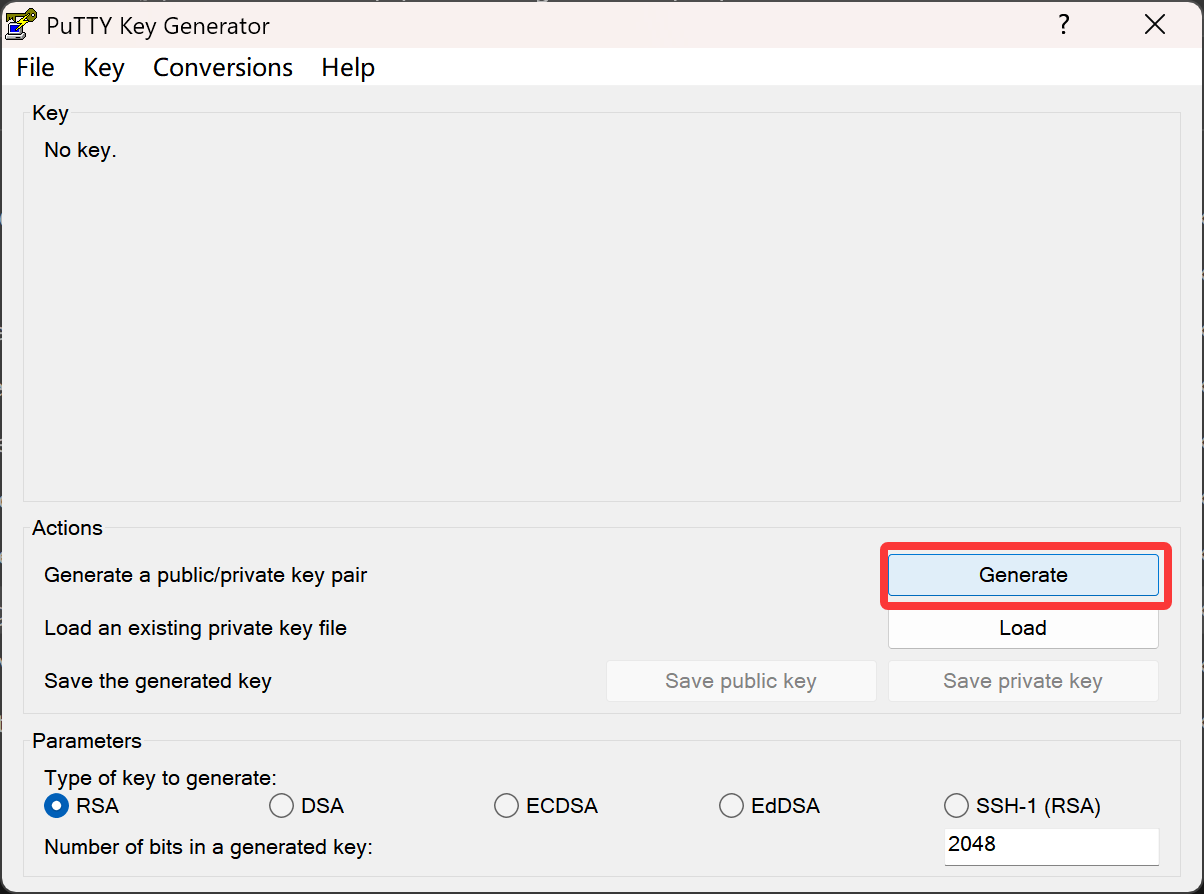 PuTTY Key Generator ?
File Key Conversions Help
Key
No key.
Actions
Generate a public/private key pair Generate
Load an existing private key file Load
Save the generated key Save public key Save private key
Parameters
Type of key to generate:
RSA DSA ECDSA EdDSA SSH-1 (RSA)
Number of bits in a generated key: 2048